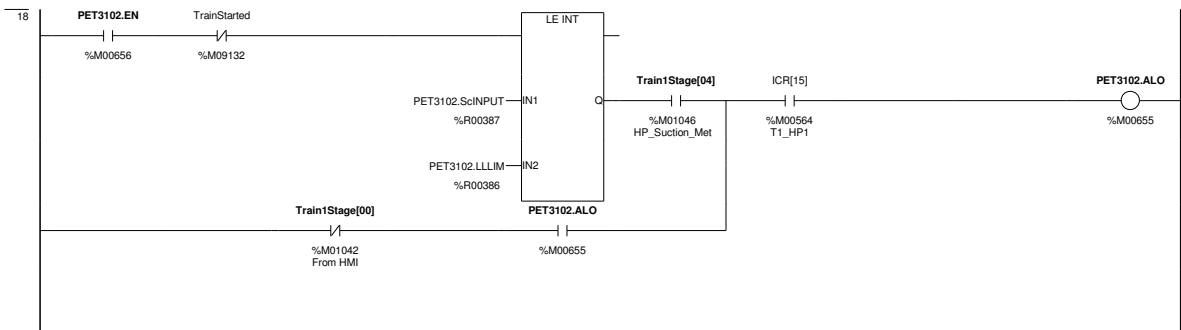 18
PET3102.EN
TrainStarted
LE INT
%M00656
%M09132
Train1Stage[04]
ICR[15]
PET3102.ALO
PET3102.ScINPUT
IN1
Q
%R00387
%M01046
%M00564
%M00655
HP_Suction_Met
T1_HP1
PET3102.LLLIM
IN2
%R00386
Train1Stage[00]
PET3102.ALO
%M01042
%M00655
From HMI